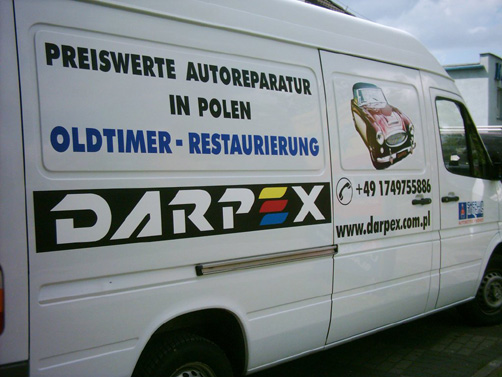 PREISWERTE AUTOREPARATUR
IN POLEN
OLDTIMER - RESTAURIERUNG
DARPEX
+49 1749755886
www.darpex.com.pl